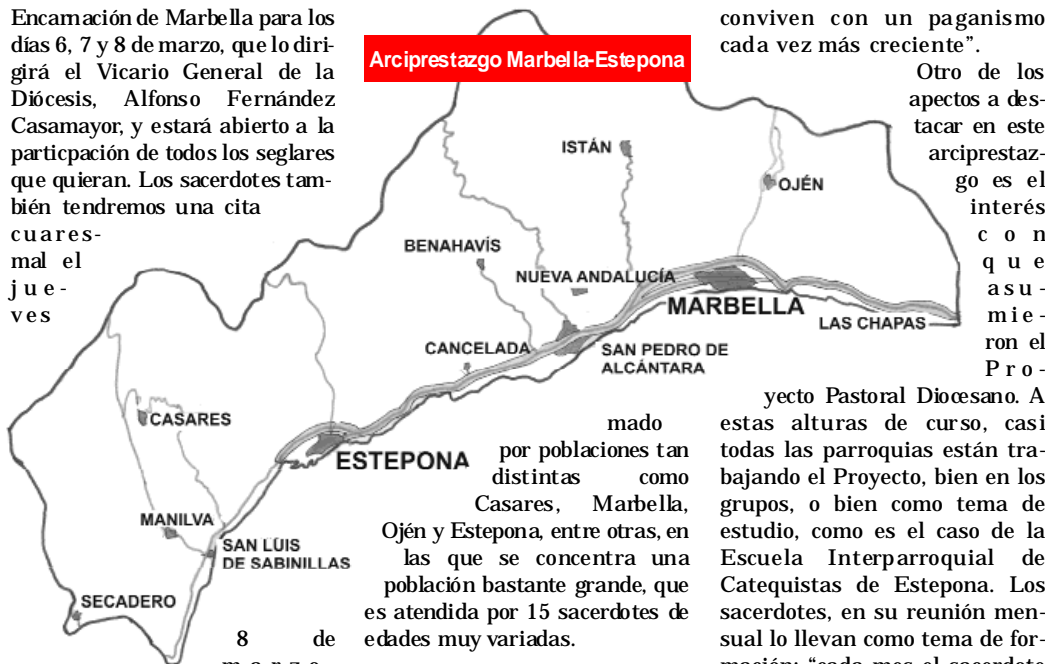 Encarnación de Marbella para los
días 6, 7 y 8 de marzo, que lo diri-
girá el Vicario General de la
Diócesis, Alfonso Fernández
Casamayor, y estará abierto a la
particpación de todos los seglares
que quieran. Los sacerdotes tam-
bién tendremos una cita
cuares-
mal el
jue-
ves
8 de
marzo
Arciprestazgo Marbella-Estepona
ISTÁN
OJÉN
BENAHAVÍS
NUEVA ANDALUCÍA
MARBELLA
LAS CHAPAS
CANCELADA
SAN PEDRO DE
ALCÁNTARA
CASARES
ESTEPONA
MANILVA
SAN LUIS
DE SABINILLAS
SECADERO
mado
por poblaciones tan
distintas como
Casares, Marbella,
Ojén y Estepona, entre otras, en
las que se concentra una
población bastante grande, que
es atendida por 15 sacerdotes de
edades muy variadas.
conviven con un paganismo
cada vez más creciente”.
Otro de los
apectos a des-
tacar en este
arciprestaz-
go es el
interés
con
que
asu-
mie-
ron el
Pro-
yecto Pastoral Diocesano. A
estas alturas de curso, casi
todas las parroquias están tra-
bajando el Proyecto, bien en los
grupos, o bien como tema de
estudio, como es el caso de la
Escuela Interparroquial de
Catequistas de Estepona. Los
sacerdotes, en su reunión men-
sual lo llevan como tema de for-
mación: “cada mes el sacerdote